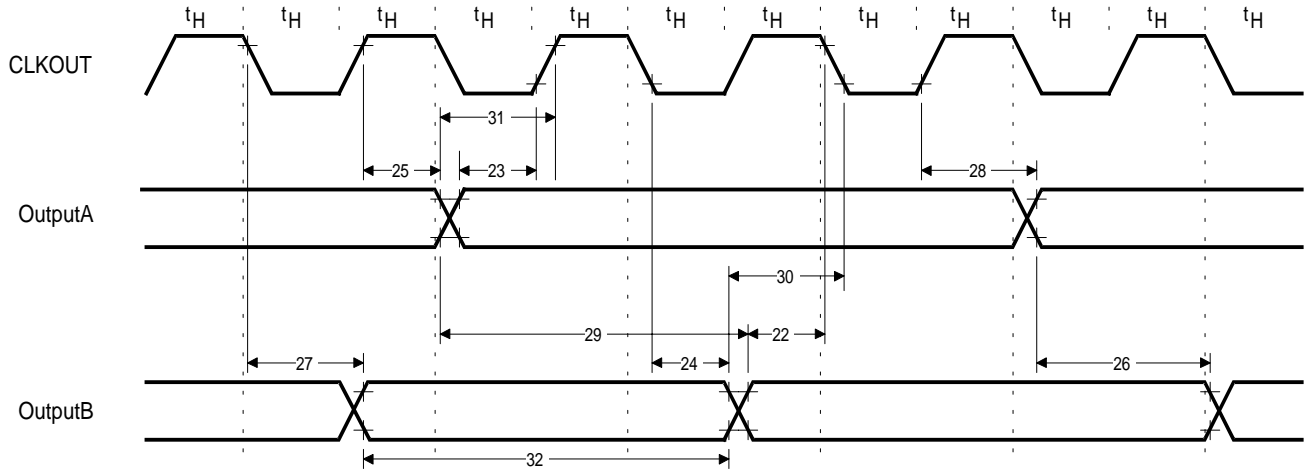 tH tH tH tH tH tH tH tH tH tH tH tH
CLKOUT
31
25 23 28
OutputA
30
29 22
27 24 26
OutputB
32